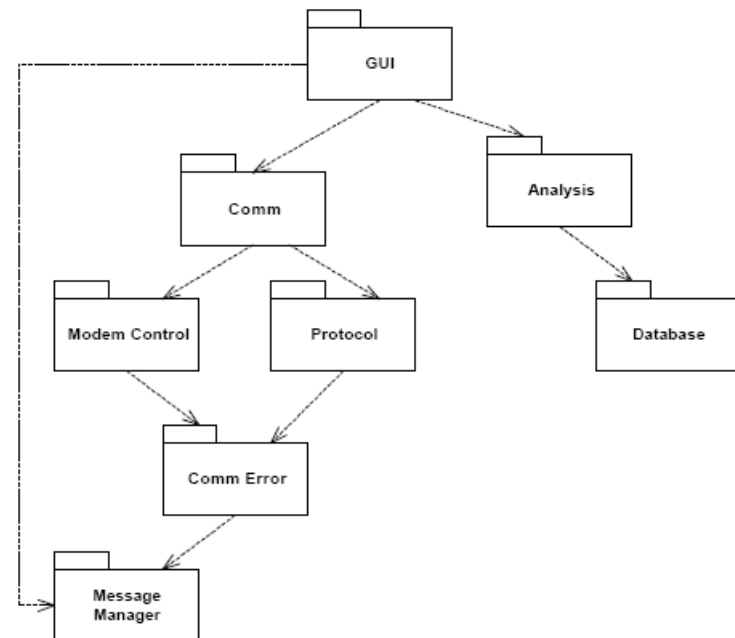 GUI
Comm
Analysis
Modem Control
Protocol
Database
Comm Error
Message
Manager